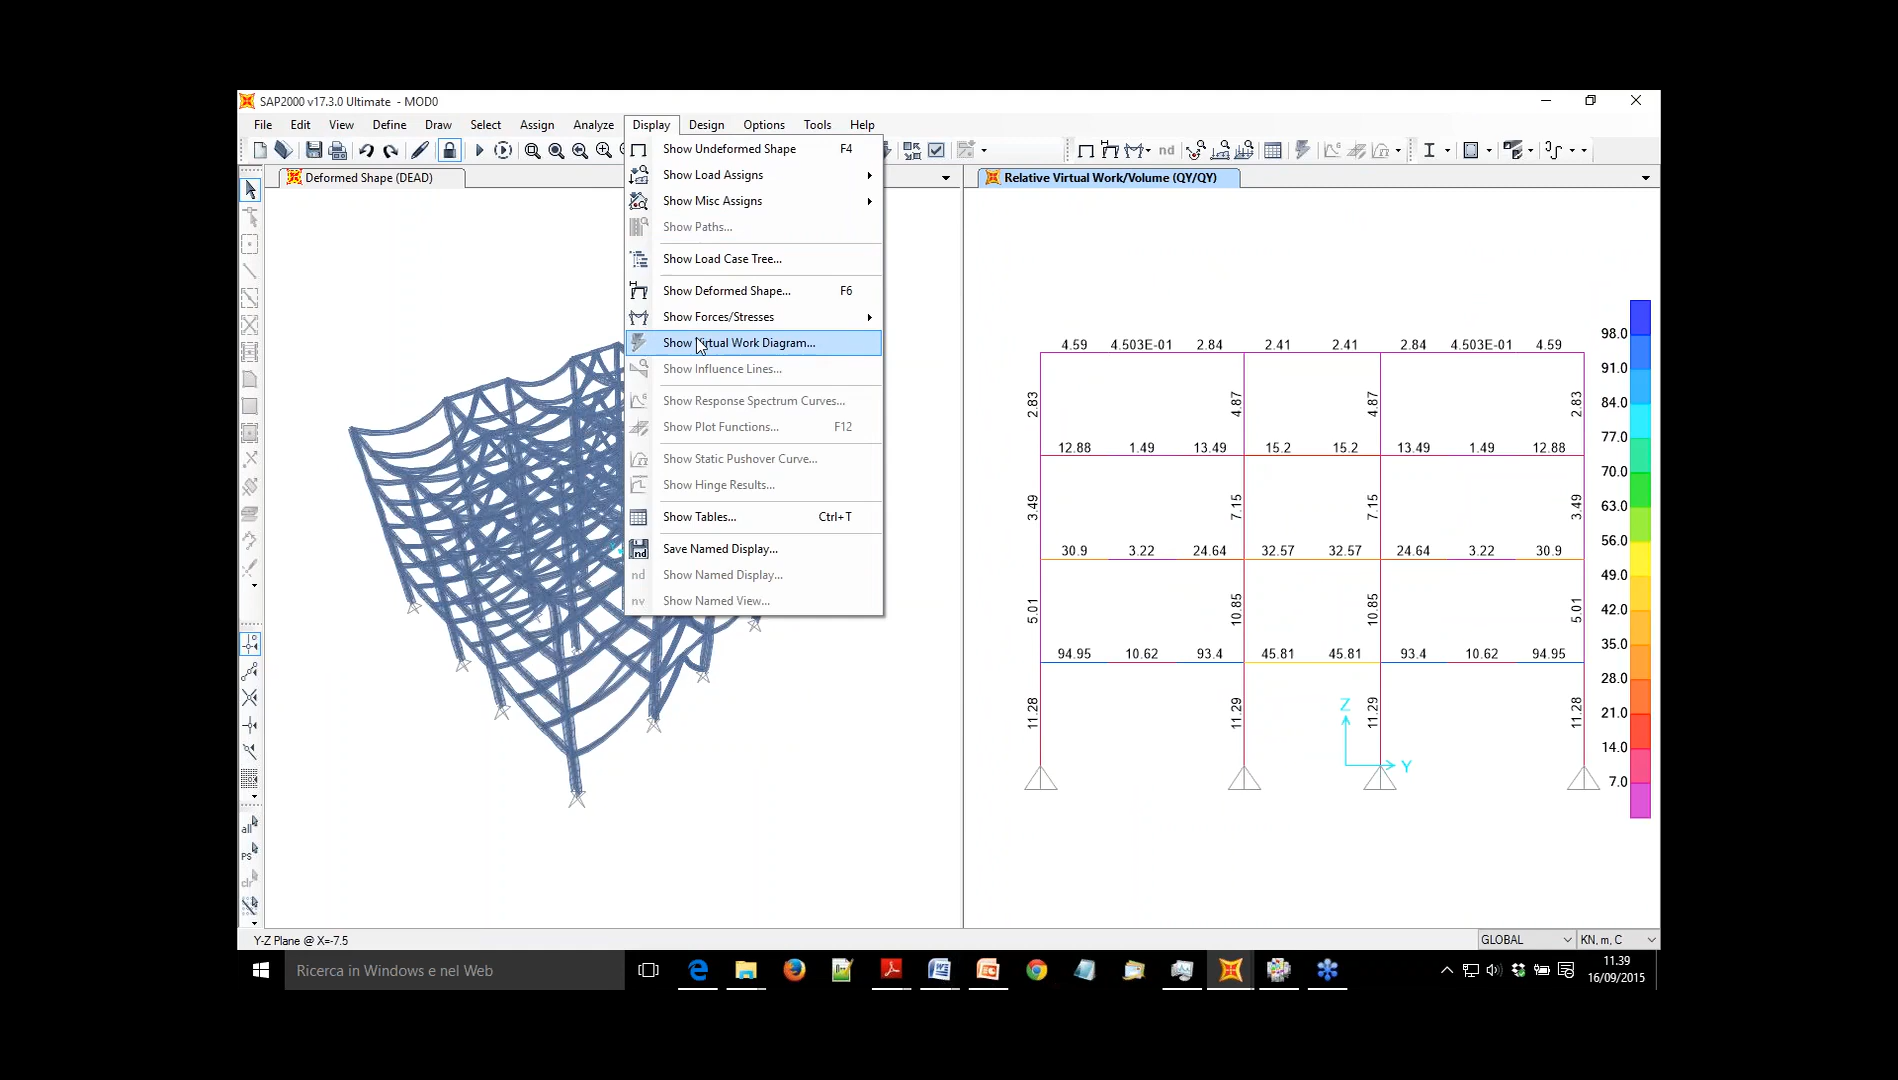 SAP2000 v17.3.0 Ultimate - MOD0
File Edit View Define Draw Select Assign Analyze Display Design Options Tools Help
nd
Deformed Shape (DEAD)
Relative Virtual Work/Volume (QY/QY)
Show Undeformed Shape F4
Show Load Assigns
Show Misc Assigns
Show Paths...
Show Load Case Tree...
Show Deformed Shape... F6
Show Forces/Stresses
Show Virtual Work Diagram...
Show Influence Lines...
Show Response Spectrum Curves...
Show Plot Functions... F12
Show Static Pushover Curve...
Show Hinge Results...
Show Tables... Ctrl+T
nd Save Named Display...
nd Show Named Display...
nv Show Named View...
all
PS
clr
4.59 4.503E-01 2.84 2.41 2.41 2.84 4.503E-01 4.59
2.83 4.87 4.87 2.83
12.88 1.49 13.49 15.2 15.2 13.49 1.49 12.88
3.49 7.15 7.15 3.49
30.9 3.22 24.64 32.57 32.57 24.64 3.22 30.9
5.01 10.85 10.85 5.01
94.95 10.62 93.4 45.81 45.81 93.4 10.62 94.95
11.28 11.29 11.29 11.28
Z
Y
98.0
91.0
84.0
77.0
70.0
63.0
56.0
49.0
42.0
35.0
28.0
21.0
14.0
7.0
Y-Z Plane @ X=-7.5
GLOBAL
KN, m, C
Ricerca in Windows e nel Web
11.39
16/09/2015